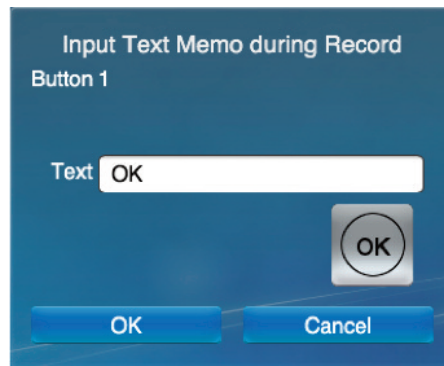 Input Text Memo during Record
Button 1
Text OK
OK
OK Cancel